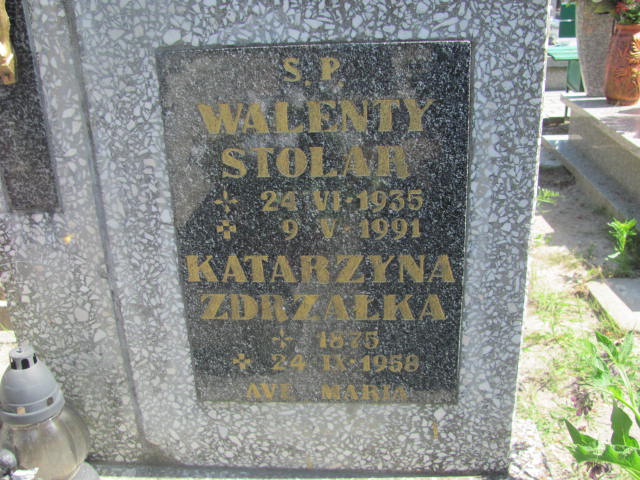 Ś.P.
WALENTY
STOLAR
24 VI·1935
9 V·1991
KATARZYNA
ZDRZAŁKA
1875
24 IX·1958
AVE MARIA